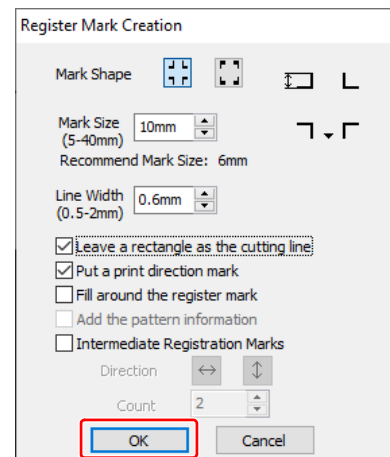 Register Mark Creation
Mark Shape
Mark Size
(5-40mm)
10mm
Recommend Mark Size: 6mm
Line Width
(0.5-2mm)
0.6mm
Leave a rectangle as the cutting line
Put a print direction mark
Fill around the register mark
Add the pattern information
Intermediate Registration Marks
Direction
Count
2
OK
Cancel